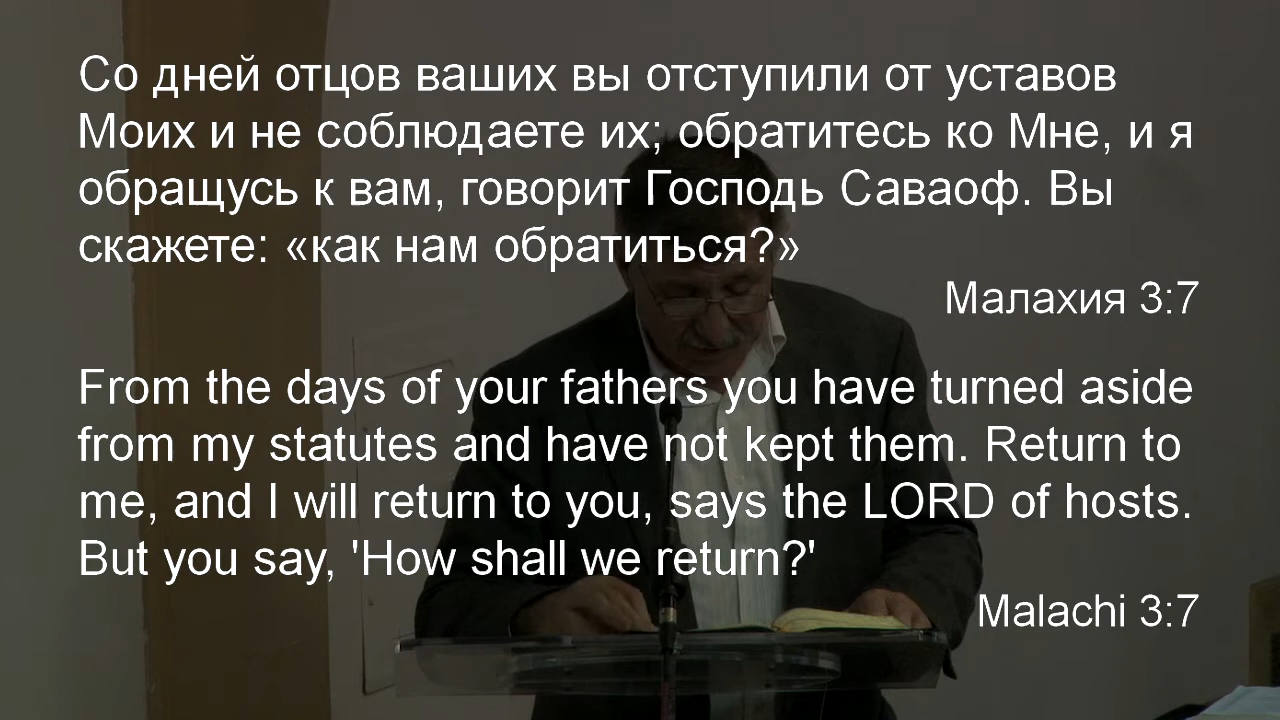 Со дней отцов ваших вы отступили от уставов
Моих и не соблюдаете их; обратитесь ко Мне, и я
обращусь к вам, говорит Господь Саваоф. Вы
скажете: «как нам обратиться?»
Малахия 3:7
From the days of your fathers you have turned aside
from my statutes and have not kept them. Return to
me, and I will return to you, says the LORD of hosts.
But you say, 'How shall we return?'
Malachi 3:7